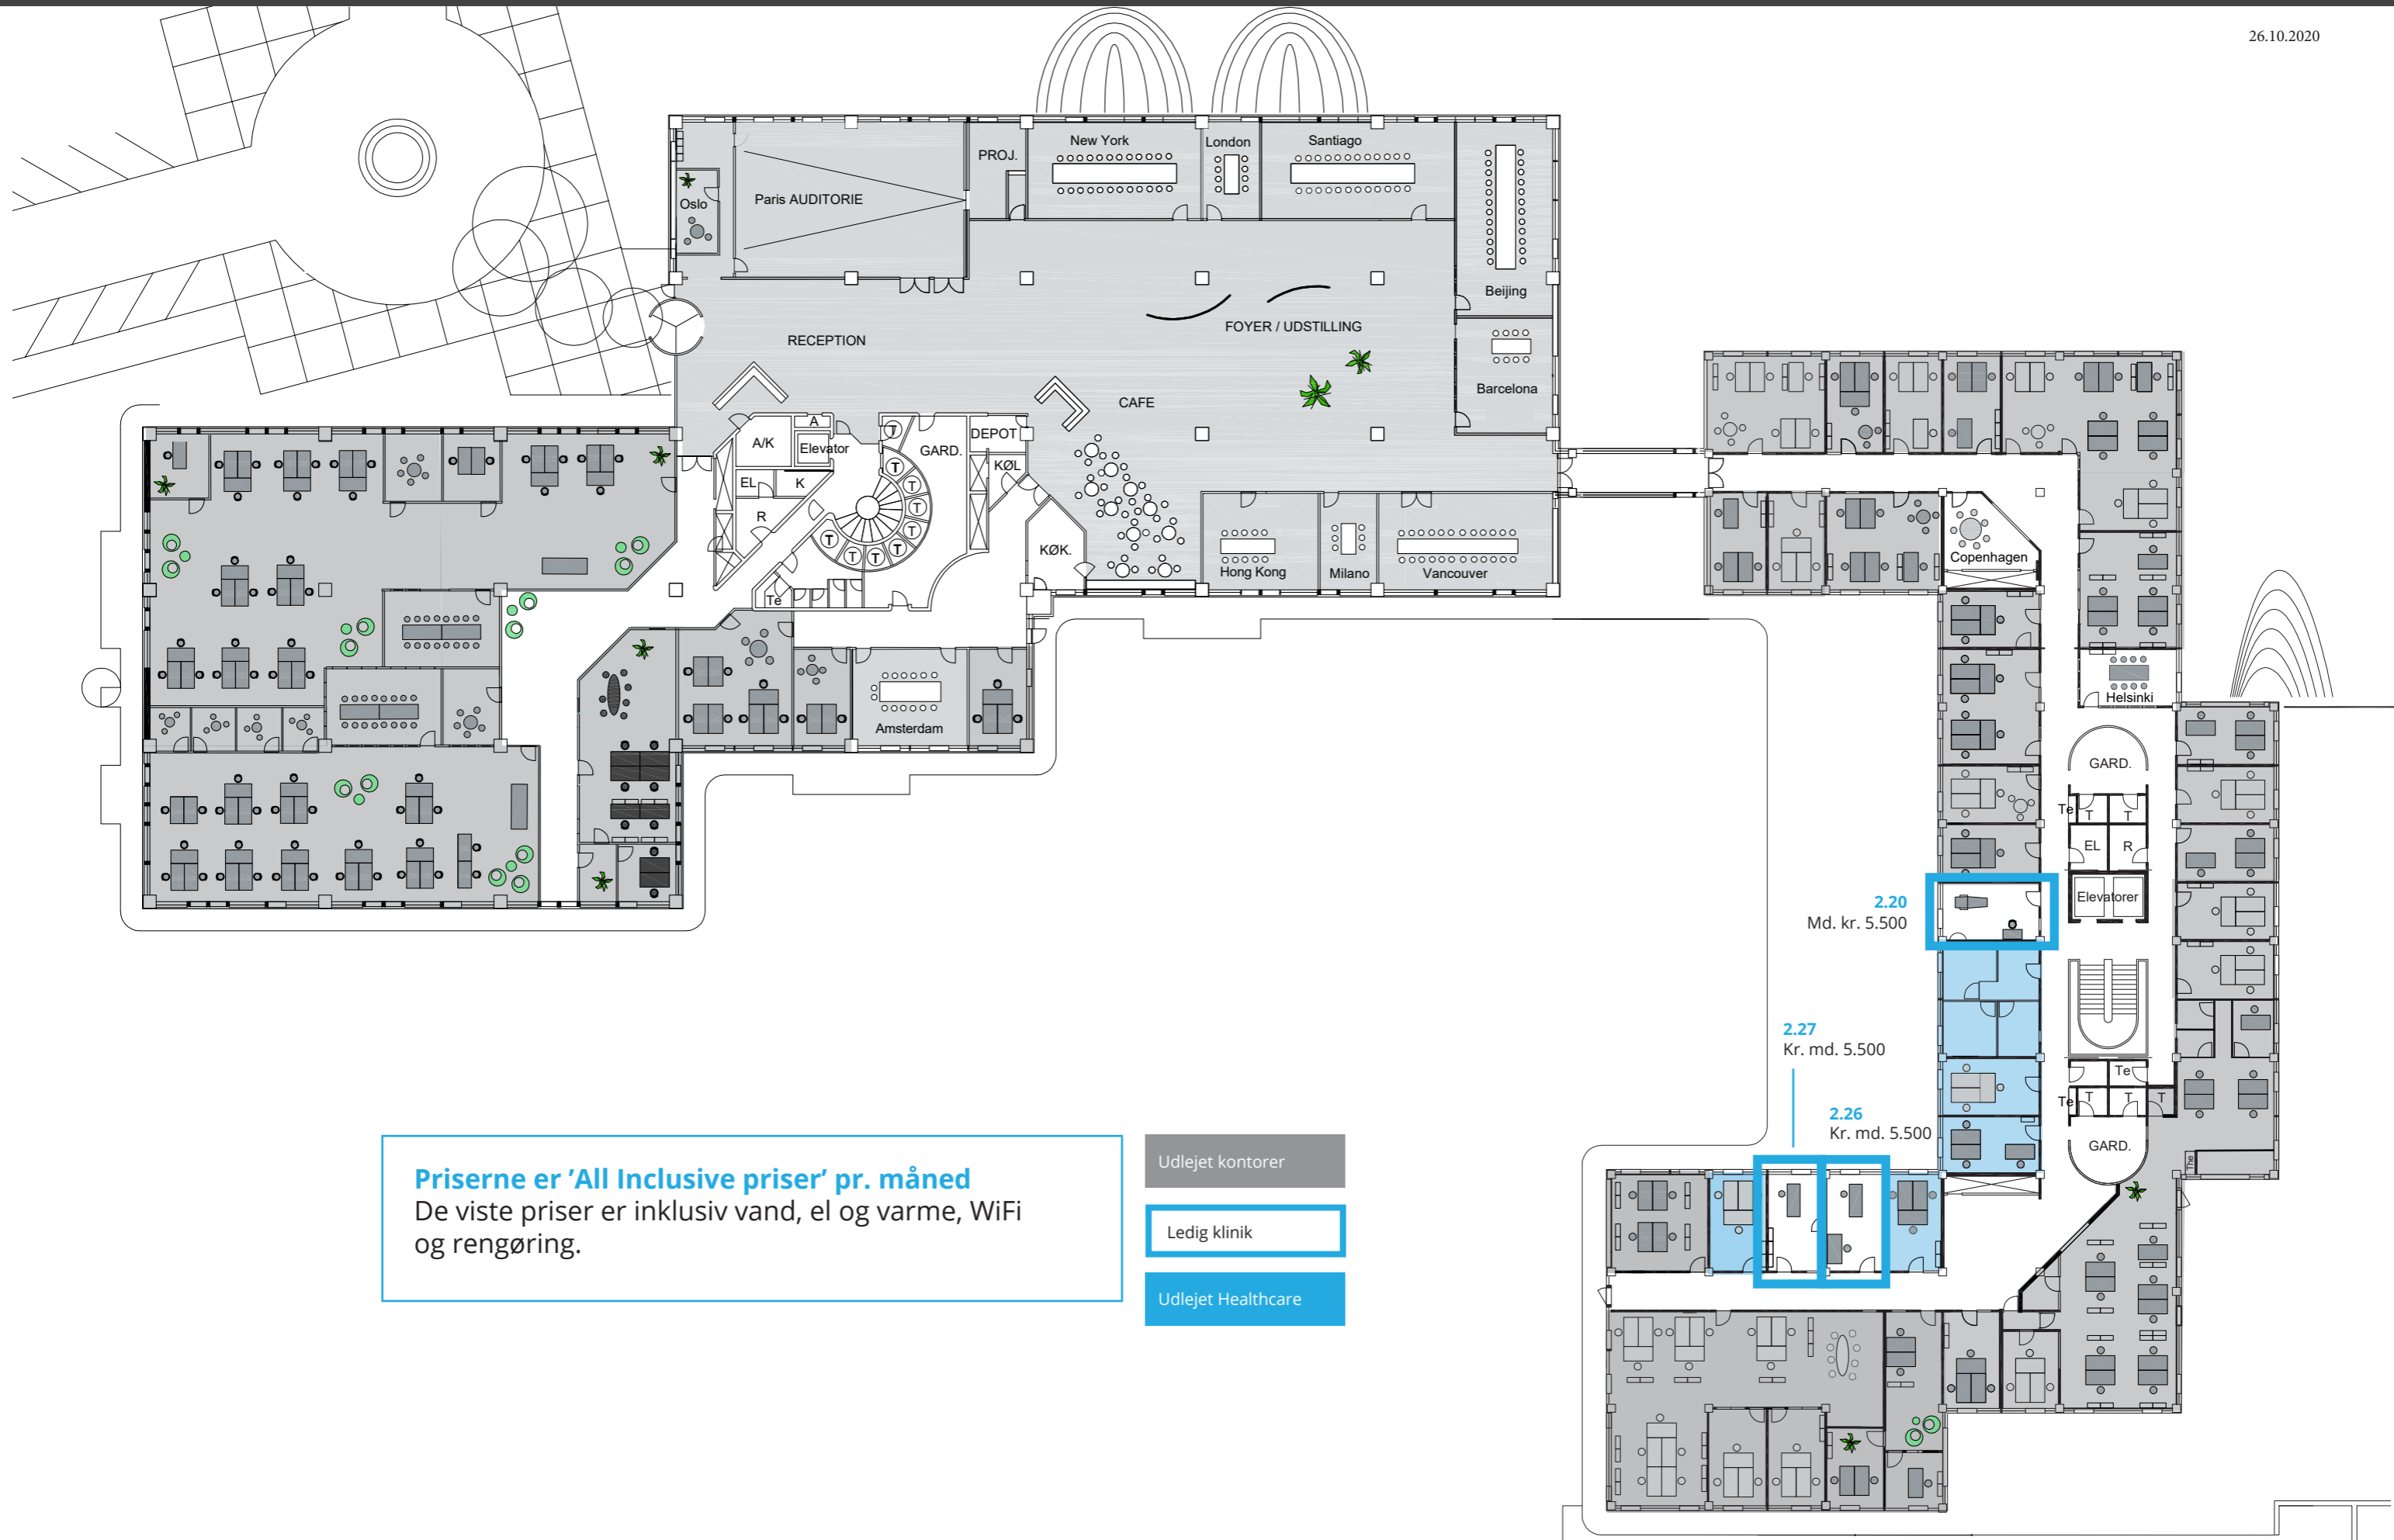 26.10.2020
New York
London
Santiago
PROJ.
Paris AUDITORIE
Oslo
Beijing
FOYER / UDSTILLING
RECEPTION
Barcelona
CAFE
A
A/K
Elevator
T
GARD.
DEPOT
KØL
EL
K
R
T
T
T
T
T
T
T
T
KØK.
Te
Hong Kong
Milano
Vancouver
Copenhagen
Amsterdam
Helsinki
GARD.
Te
T
T
EL
R
Elevatorer
2.20
Md. kr. 5.500
2.27
Kr. md. 5.500
2.26
Kr. md. 5.500
Te
Te
T
T
T
GARD.
The
Priserne er ’All Inclusive priser’ pr. måned
De viste priser er inklusiv vand, el og varme, WiFi
og rengøring.
Udlejet kontorer
Ledig klinik
Udlejet Healthcare